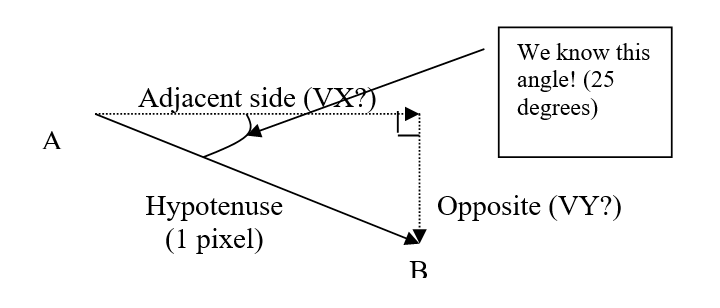 We know this
angle! (25
degrees)
Adjacent side (VX?)
A
Hypotenuse
(1 pixel)
Opposite (VY?)
B